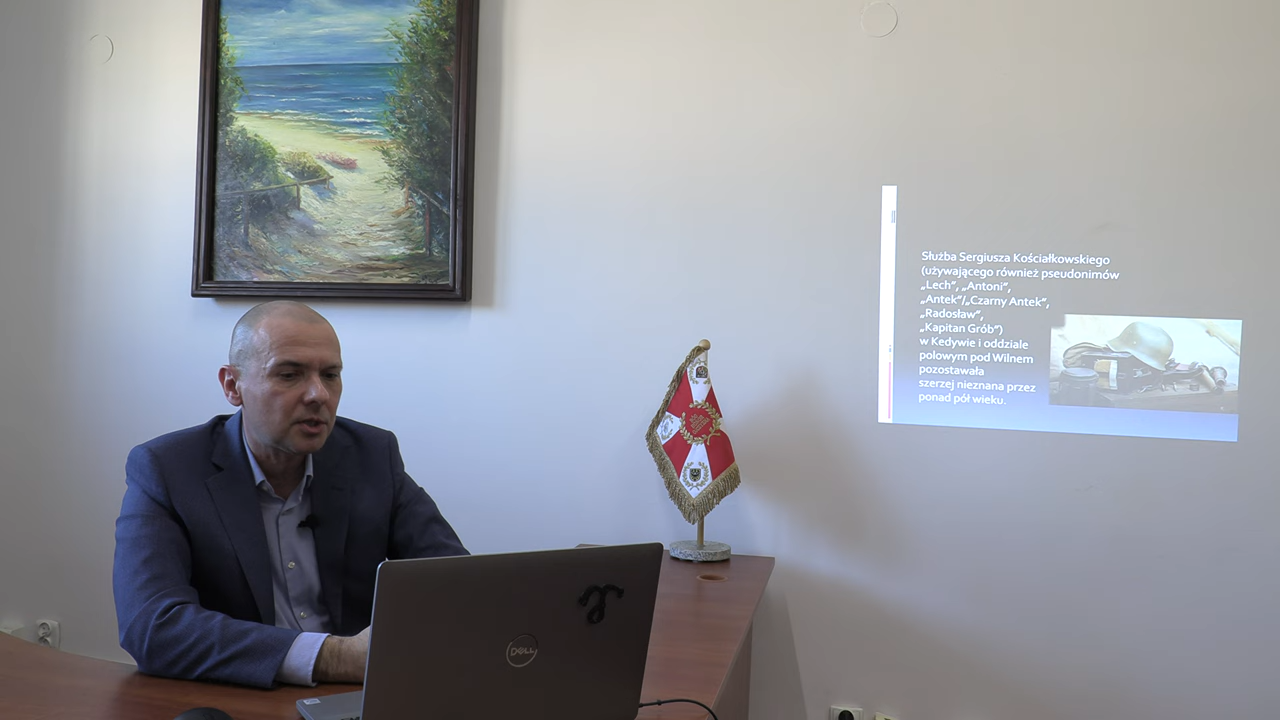 Służba Sergiusza Kościałkowskiego
(używającego również pseudonimów
„Lech”, „Antoni”,
„Antek”/„Czarny Antek”,
„Radosław”,
„Kapitan Grób”)
w Kedywie i oddziale
polowym pod Wilnem
pozostawała
szerzej nieznana przez
ponad pół wieku.
DELL